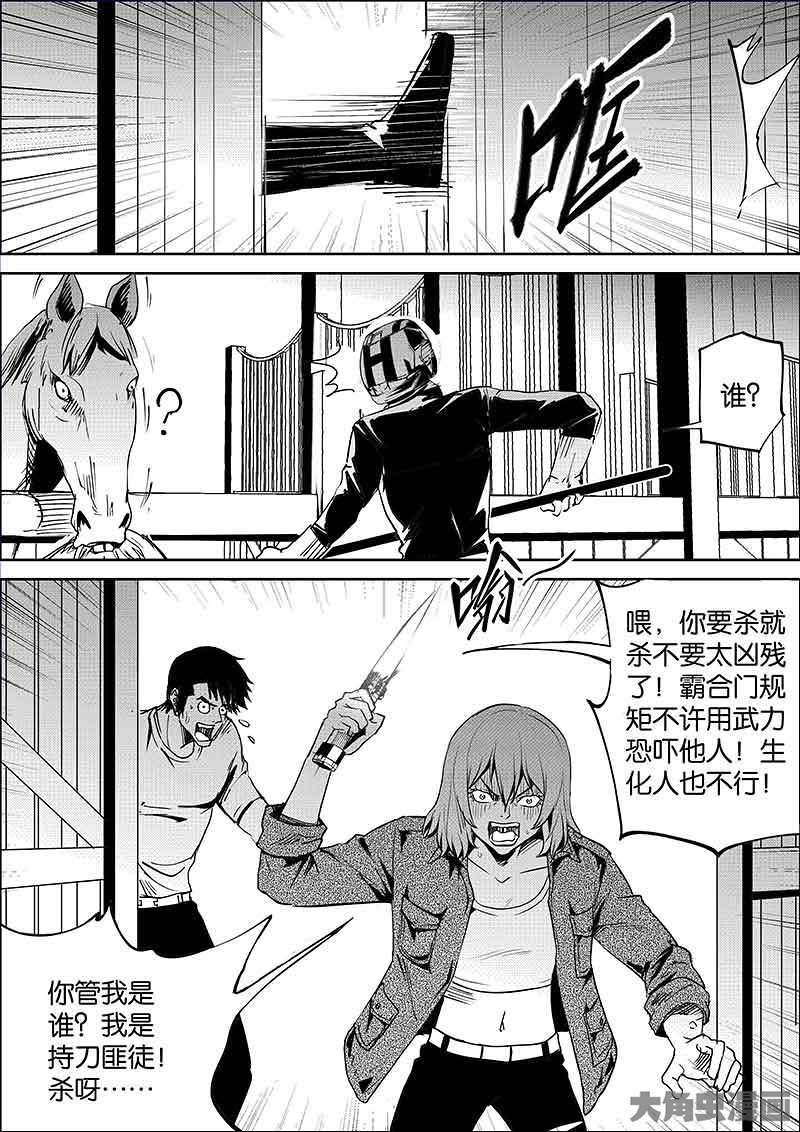 哐
谁？
嗡
喂，你要杀就
杀不要太凶残
了！霸合门规
矩不许用武力
恐吓他人！生
化人也不行！
你管我是
谁？我是
持刀匪徒！
杀呀……
大角虫漫画